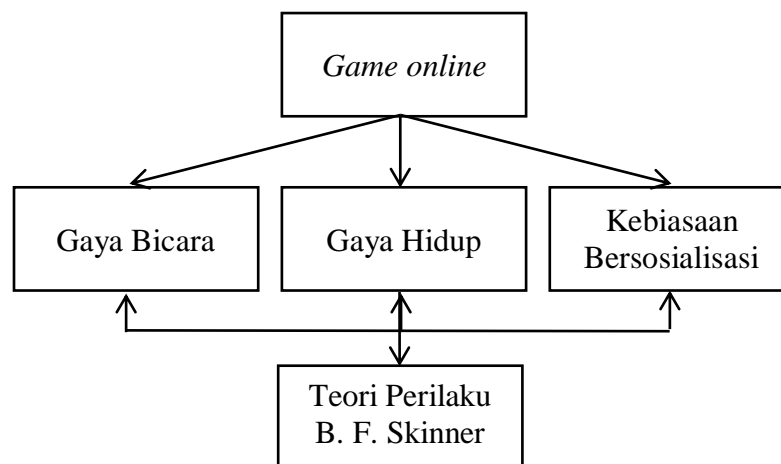 Game online
Gaya Bicara
Gaya Hidup
Kebiasaan
Bersosialisasi
Teori Perilaku
B. F. Skinner